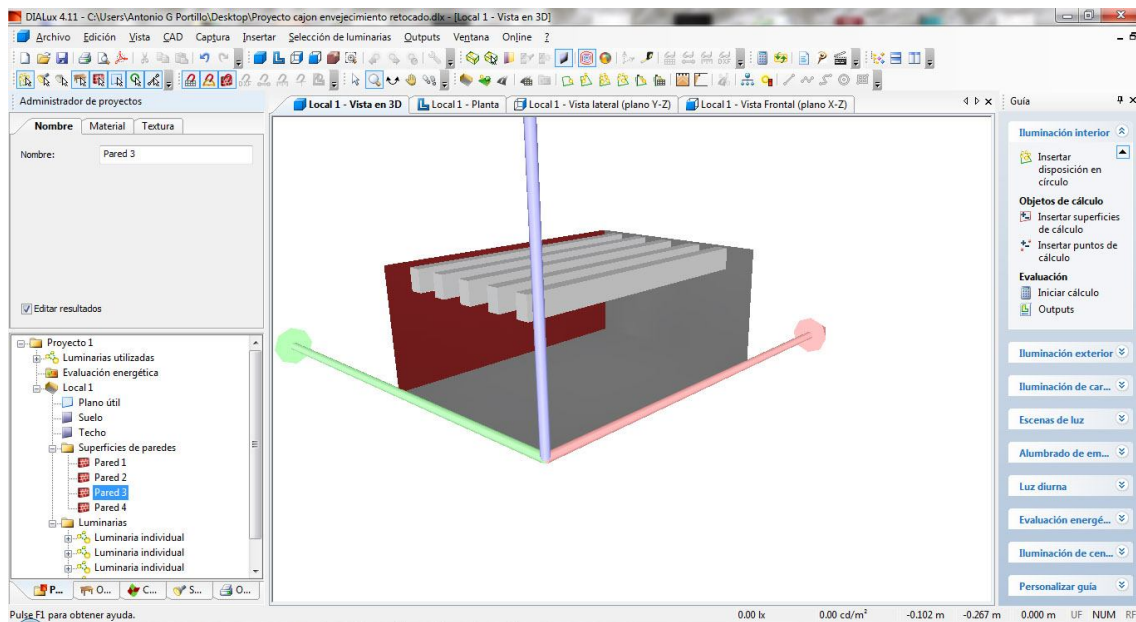 DIALux 4.11 - C:\Users\Antonio G Portillo\Desktop\Proyecto cajon envejecimiento retocado.dlx - [Local 1 - Vista en 3D]
Archivo Edición Vista CAD Captura Insertar Selección de luminarias Outputs Ventana Online ?
Administrador de proyectos
Nombre Material Textura
Nombre: Pared 3
Editar resultados
Proyecto 1
Luminarias utilizadas
Evaluación energética
Local 1
Plano útil
Suelo
Techo
Superficies de paredes
Pared 1
Pared 2
Pared 3
Pared 4
Luminarias
Luminaria individual
Luminaria individual
Luminaria individual
P... O... C... S... O...
Local 1 - Vista en 3D Local 1 - Planta Local 1 - Vista lateral (plano Y-Z) Local 1 - Vista Frontal (plano X-Z)
Guía
Iluminación interior
Insertar
disposición en
círculo
Objetos de cálculo
Insertar superficies
de cálculo
Insertar puntos de
cálculo
Evaluación
Iniciar cálculo
Outputs
Iluminación exterior
Iluminación de car...
Escenas de luz
Alumbrado de em...
Luz diurna
Evaluación energé...
Iluminación de cen...
Personalizar guía
Pulse F1 para obtener ayuda. 0.00 lx 0.00 cd/m² -0.102 m -0.267 m 0.000 m UF NUM RF